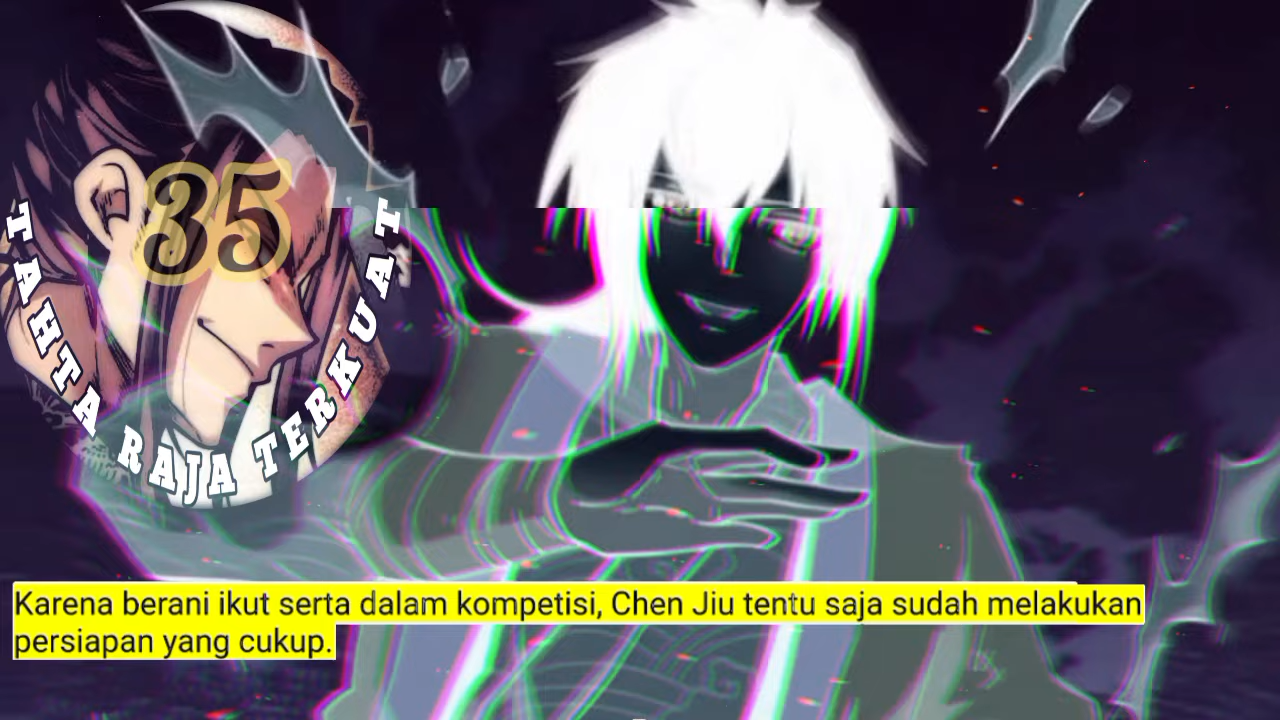 35
TAHTA RAJA TERKUAT
Karena berani ikut serta dalam kompetisi, Chen Jiu tentu saja sudah melakukan
persiapan yang cukup.